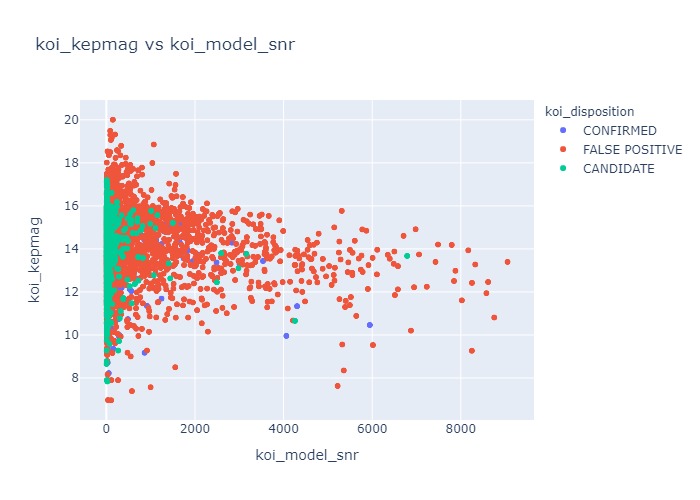 koi_kepmag vs koi_model_snr
koi_disposition
CONFIRMED
FALSE POSITIVE
CANDIDATE
20
18
16
14
12
10
8
koi_kepmag
0
2000
4000
6000
8000
koi_model_snr